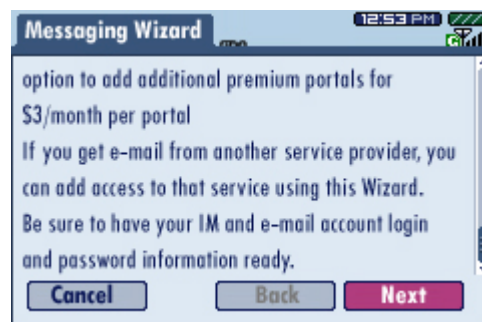 Messaging Wizard
12:53 PM
G
option to add additional premium portals for
$3/month per portal
If you get e-mail from another service provider, you
can add access to that service using this Wizard.
Be sure to have your IM and e-mail account login
and password information ready.
Cancel Back Next